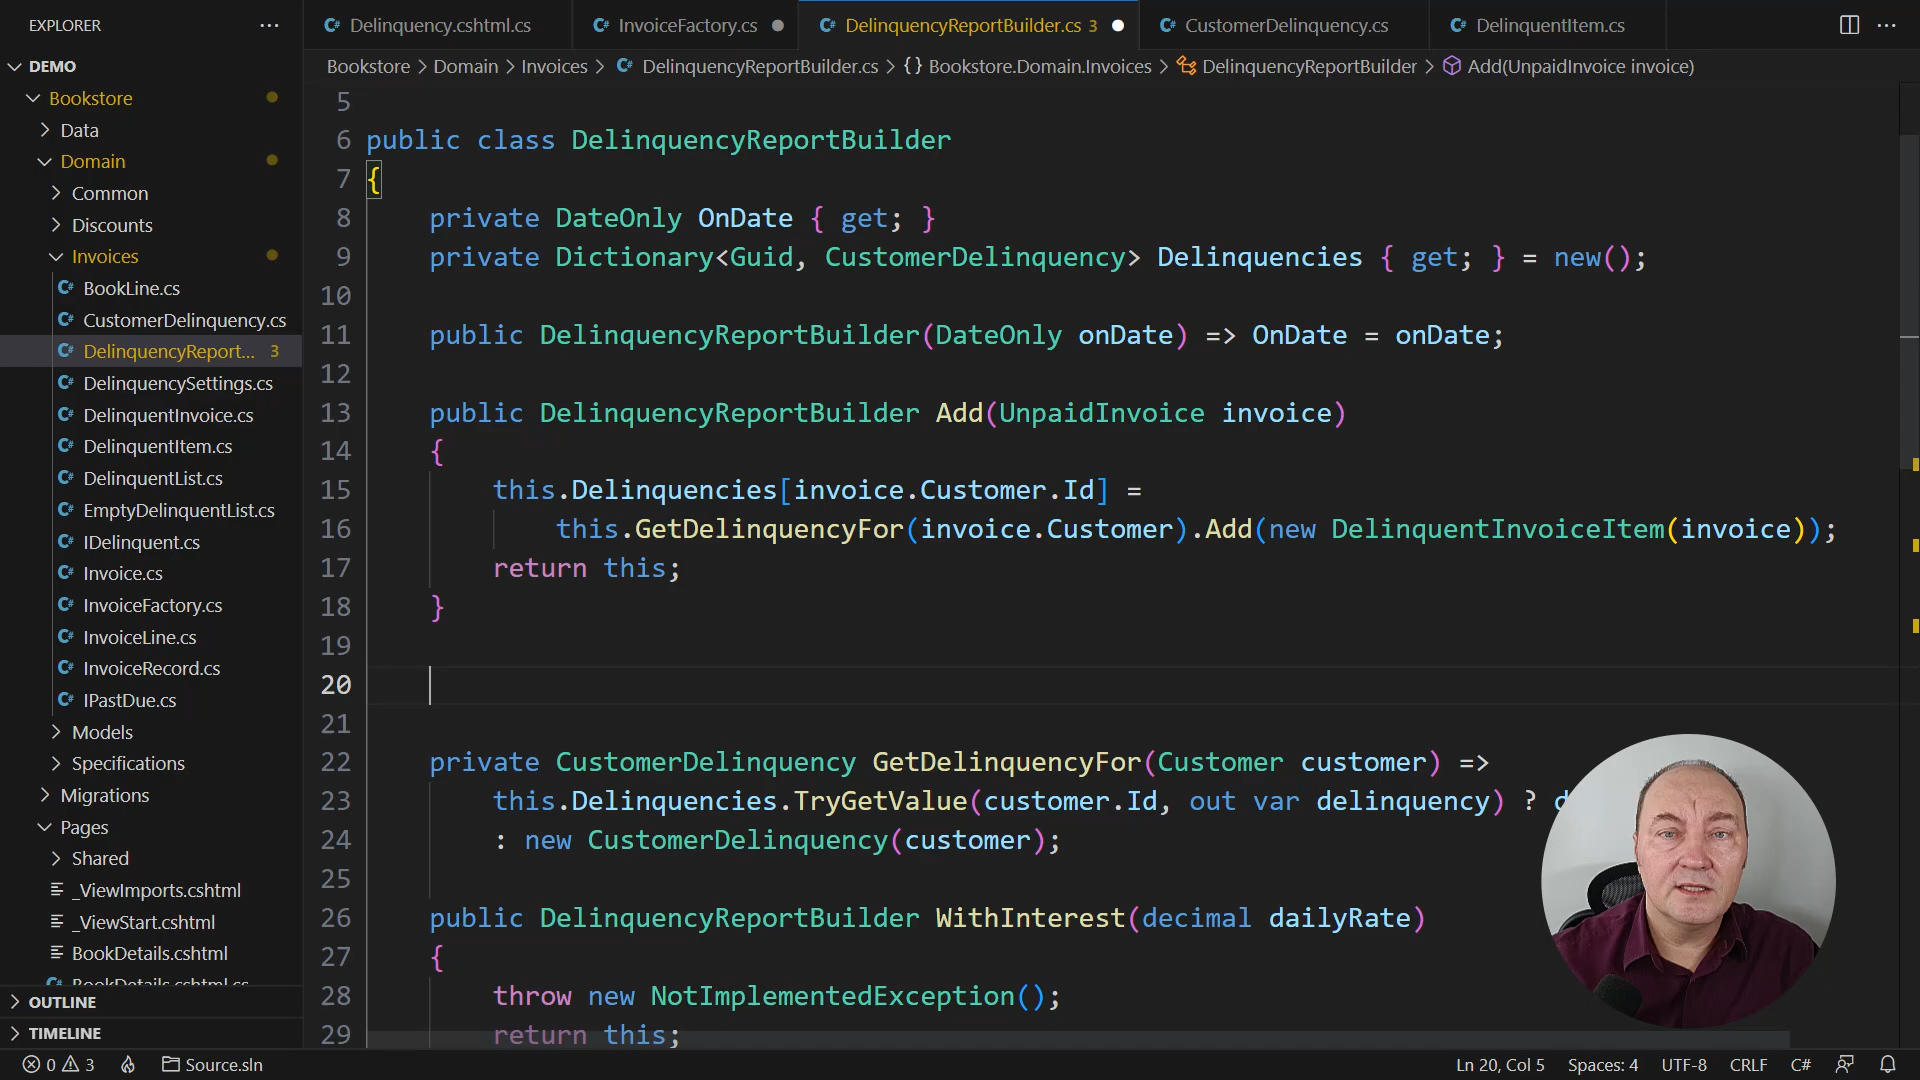 EXPLORER
DEMO
Bookstore
Data
Domain
Common
Discounts
Invoices
BookLine.cs
CustomerDelinquency.cs
DelinquencyReport... 3
DelinquencySettings.cs
DelinquentInvoice.cs
DelinquentItem.cs
DelinquentList.cs
EmptyDelinquentList.cs
IDelinquent.cs
Invoice.cs
InvoiceFactory.cs
InvoiceLine.cs
InvoiceRecord.cs
IPastDue.cs
Models
Specifications
Migrations
Pages
Shared
_ViewImports.cshtml
_ViewStart.cshtml
BookDetails.cshtml
BookDetails.cshtml.cs
OUTLINE
TIMELINE
C# Delinquency.cshtml.cs
C# InvoiceFactory.cs
C# DelinquencyReportBuilder.cs 3
C# CustomerDelinquency.cs
C# DelinquentItem.cs
Bookstore > Domain > Invoices > C# DelinquencyReportBuilder.cs > {} Bookstore.Domain.Invoices > DelinquencyReportBuilder > Add(UnpaidInvoice invoice)
5
6 public class DelinquencyReportBuilder
7 {
8 private DateOnly OnDate { get; }
9 private Dictionary<Guid, CustomerDelinquency> Delinquencies { get; } = new();
10
11 public DelinquencyReportBuilder(DateOnly onDate) => OnDate = onDate;
12
13 public DelinquencyReportBuilder Add(UnpaidInvoice invoice)
14 {
15 this.Delinquencies[invoice.Customer.Id] =
16 this.GetDelinquencyFor(invoice.Customer).Add(new DelinquentInvoiceItem(invoice));
17 return this;
18 }
19
20
21
22 private CustomerDelinquency GetDelinquencyFor(Customer customer) =>
23 this.Delinquencies.TryGetValue(customer.Id, out var delinquency) ? d
24 : new CustomerDelinquency(customer);
25
26 public DelinquencyReportBuilder WithInterest(decimal dailyRate)
27 {
28 throw new NotImplementedException();
29 return this;
0 3 Source.sln
Ln 20, Col 5 Spaces: 4 UTF-8 CRLF C#